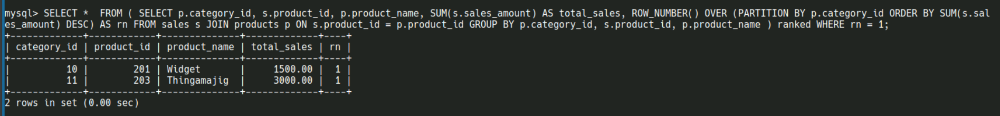 mysql> SELECT *  FROM ( SELECT p.category_id, s.product_id, p.product_name, SUM(s.sales_amount) AS total_sales, ROW_NUMBER() OVER (PARTITION BY p.category_id ORDER BY SUM(s.sal
es_amount) DESC) AS rn FROM sales s JOIN products p ON s.product_id = p.product_id GROUP BY p.category_id, s.product_id, p.product_name ) ranked WHERE rn = 1;
+-------------+------------+--------------+-------------+----+
| category_id | product_id | product_name | total_sales | rn |
+-------------+------------+--------------+-------------+----+
|          10 |        201 | Widget       |     1500.00 |  1 |
|          11 |        203 | Thingamajig  |     3000.00 |  1 |
+-------------+------------+--------------+-------------+----+
2 rows in set (0.00 sec)